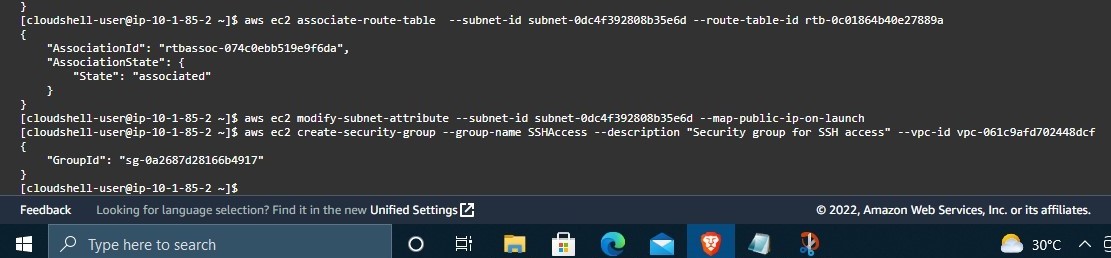 }
[cloudshell-user@ip-10-1-85-2 ~]$ aws ec2 associate-route-table  --subnet-id subnet-0dc4f392808b35e6d --route-table-id rtb-0c01864b40e27889a
{
    "AssociationId": "rtbassoc-074c0ebb519e9f6da",
    "AssociationState": {
        "State": "associated"
    }
}
[cloudshell-user@ip-10-1-85-2 ~]$ aws ec2 modify-subnet-attribute --subnet-id subnet-0dc4f392808b35e6d --map-public-ip-on-launch
[cloudshell-user@ip-10-1-85-2 ~]$ aws ec2 create-security-group --group-name SSHAccess --description "Security group for SSH access" --vpc-id vpc-061c9afd702448dcf
{
    "GroupId": "sg-0a2687d28166b4917"
}
[cloudshell-user@ip-10-1-85-2 ~]$
Feedback Looking for language selection? Find it in the new Unified Settings © 2022, Amazon Web Services, Inc. or its affiliates.
Type here to search 30°C